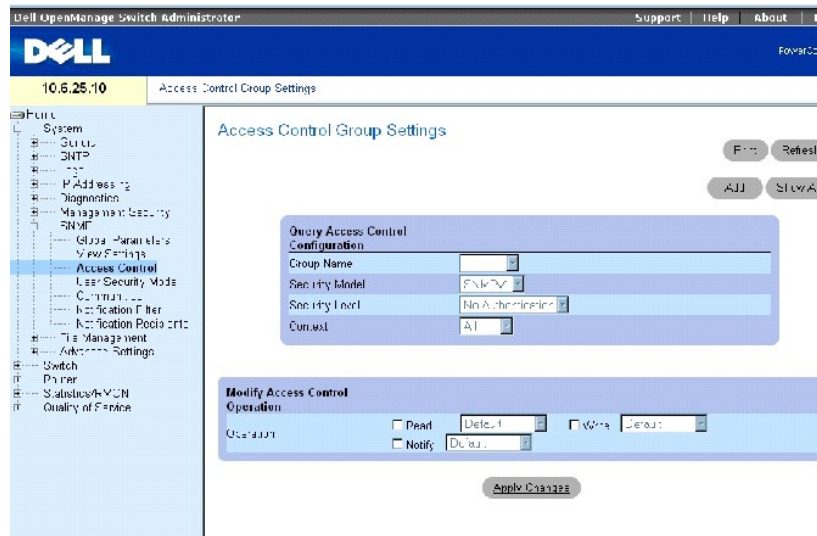 Dell OpenManage Switch Administrator
Support | Help | About |
DELL
10.6.25.10
Access Control Group Settings
System
SNTP
IP Addressing
Diagnostics
Management Security
SNMP
Global Parameters
View Settings
Access Control
User Security Model
Notification Filter
Notification Recipients
File Management
Advanced Settings
Switch
Router
Statistics/RMON
Quality of Service
Access Control Group Settings
Print
Query Access Control
Configuration
Group Name
Security Model
Security Level
No Authentication
Context
All
Modify Access Control
Operation
Operation
Read
Default
Write
Default
Notify
Default
Apply Changes